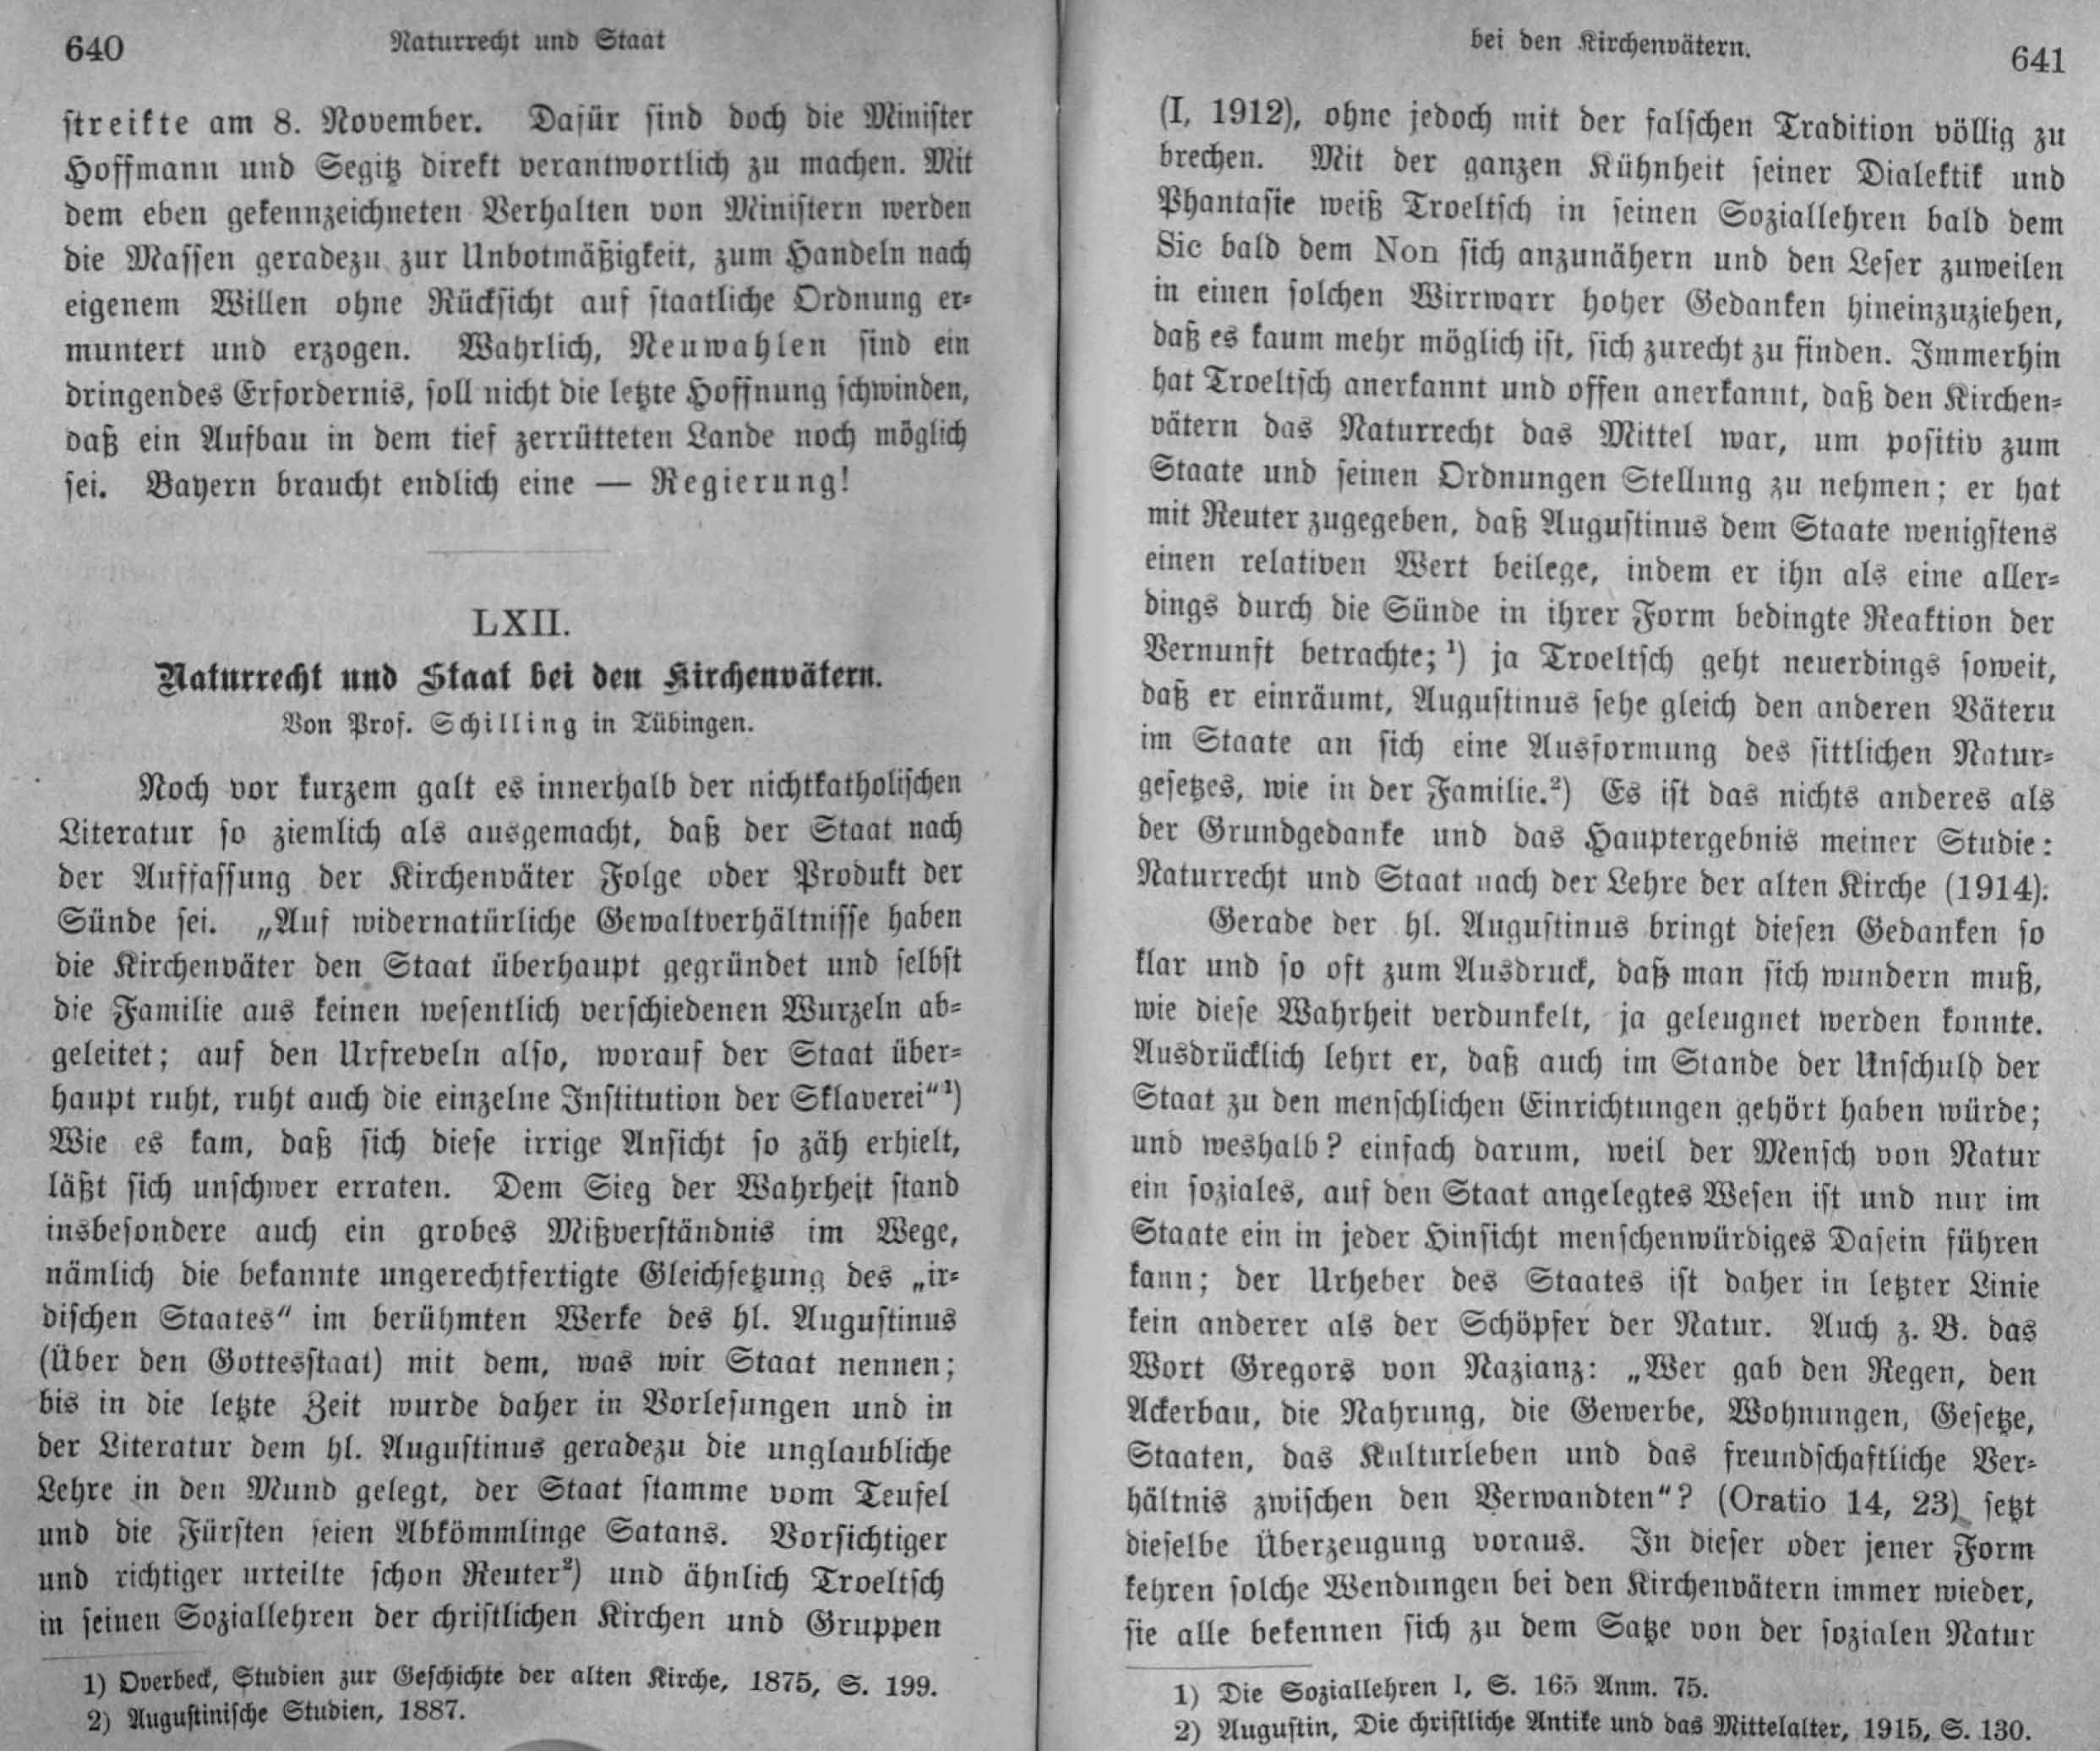 640
Naturrecht und Staat
streikte am 8. November. Dafür sind doch die Minister
Hoffmann und Segitz direkt verantwortlich zu machen. Mit
dem eben gekennzeichneten Verhalten von Ministern werden
die Massen geradezu zur Unbotmäßigkeit, zum Handeln nach
eigenem Willen ohne Rücksicht auf staatliche Ordnung er-
muntert und erzogen. Wahrlich, Neuwahlen sind ein
dringendes Erfordernis, soll nicht die letzte Hoffnung schwinden,
daß ein Aufbau in dem tief zerrütteten Lande noch möglich
sei. Bayern braucht endlich eine — Regierung!
LXII.
Naturrecht und Staat bei den Kirchenvätern.
Von Prof. Schilling in Tübingen.
Noch vor kurzem galt es innerhalb der nichtkatholischen
Literatur so ziemlich als ausgemacht, daß der Staat nach
der Auffassung der Kirchenväter Folge oder Produkt der
Sünde sei. „Auf widernatürliche Gewaltverhältnisse haben
die Kirchenväter den Staat überhaupt gegründet und selbst
die Familie aus keinen wesentlich verschiedenen Wurzeln ab-
geleitet; auf den Urfreveln also, worauf der Staat über-
haupt ruht, ruht auch die einzelne Institution der Sklaverei“¹)
Wie es kam, daß sich diese irrige Ansicht so zäh erhielt,
läßt sich unschwer erraten. Dem Sieg der Wahrheit stand
insbesondere auch ein grobes Mißverständnis im Wege,
nämlich die bekannte ungerechtfertigte Gleichsetzung des „ir-
dischen Staates“ im berühmten Werke des hl. Augustinus
(Über den Gottesstaat) mit dem, was wir Staat nennen;
bis in die letzte Zeit wurde daher in Vorlesungen und in
der Literatur dem hl. Augustinus geradezu die unglaubliche
Lehre in den Mund gelegt, der Staat stamme vom Teufel
und die Fürsten seien Abkömmlinge Satans. Vorsichtiger
und richtiger urteilte schon Reuter²) und ähnlich Troeltsch
in seinen Soziallehren der christlichen Kirchen und Gruppen
1) Overbeck, Studien zur Geschichte der alten Kirche, 1875, S. 199.
2) Augustinische Studien, 1887.
bei den Kirchenvätern.
641
(I, 1912), ohne jedoch mit der falschen Tradition völlig zu
brechen. Mit der ganzen Kühnheit seiner Dialektik und
Phantasie weiß Troeltsch in seinen Soziallehren bald dem
Sic bald dem Non sich anzunähern und den Leser zuweilen
in einen solchen Wirrwarr hoher Gedanken hineinzuziehen,
daß es kaum mehr möglich ist, sich zurecht zu finden. Immerhin
hat Troeltsch anerkannt und offen anerkannt, daß den Kirchen-
vätern das Naturrecht das Mittel war, um positiv zum
Staate und seinen Ordnungen Stellung zu nehmen; er hat
mit Reuter zugegeben, daß Augustinus dem Staate wenigstens
einen relativen Wert beilege, indem er ihn als eine aller-
dings durch die Sünde in ihrer Form bedingte Reaktion der
Vernunft betrachte;¹) ja Troeltsch geht neuerdings soweit,
daß er einräumt, Augustinus sehe gleich den anderen Vätern
im Staate an sich eine Ausformung des sittlichen Natur-
gesetzes, wie in der Familie.²) Es ist das nichts anderes als
der Grundgedanke und das Hauptergebnis meiner Studie:
Naturrecht und Staat nach der Lehre der alten Kirche (1914).
Gerade der hl. Augustinus bringt diesen Gedanken so
klar und so oft zum Ausdruck, daß man sich wundern muß,
wie diese Wahrheit verdunkelt, ja geleugnet werden konnte.
Ausdrücklich lehrt er, daß auch im Stande der Unschuld der
Staat zu den menschlichen Einrichtungen gehört haben würde;
und weshalb? einfach darum, weil der Mensch von Natur
ein soziales, auf den Staat angelegtes Wesen ist und nur im
Staate ein in jeder Hinsicht menschenwürdiges Dasein führen
kann; der Urheber des Staates ist daher in letzter Linie
kein anderer als der Schöpfer der Natur. Auch z. B. das
Wort Gregors von Nazianz: „Wer gab den Regen, den
Ackerbau, die Nahrung, die Gewerbe, Wohnungen, Gesetze,
Staaten, das Kulturleben und das freundschaftliche Ver-
hältnis zwischen den Verwandten“? (Oratio 14, 23) setzt
dieselbe Überzeugung voraus. In dieser oder jener Form
kehren solche Wendungen bei den Kirchenvätern immer wieder,
sie alle bekennen sich zu dem Satze von der sozialen Natur
1) Die Soziallehren I, S. 165 Anm. 75.
2) Augustin, Die christliche Antike und das Mittelalter, 1915, S. 130.